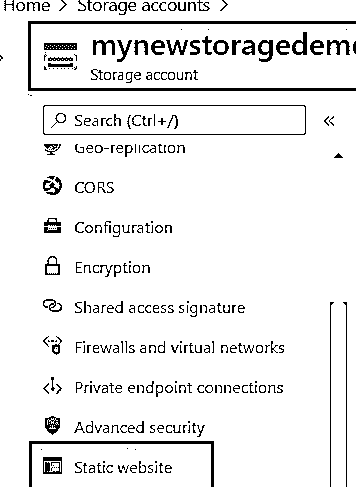 Home > Storage accounts >
mynewstoragedemo
Storage account
Search (Ctrl+/)
«
Geo-replication
CORS
Configuration
Encryption
Shared access signature
Firewalls and virtual networks
Private endpoint connections
Advanced security
Static website